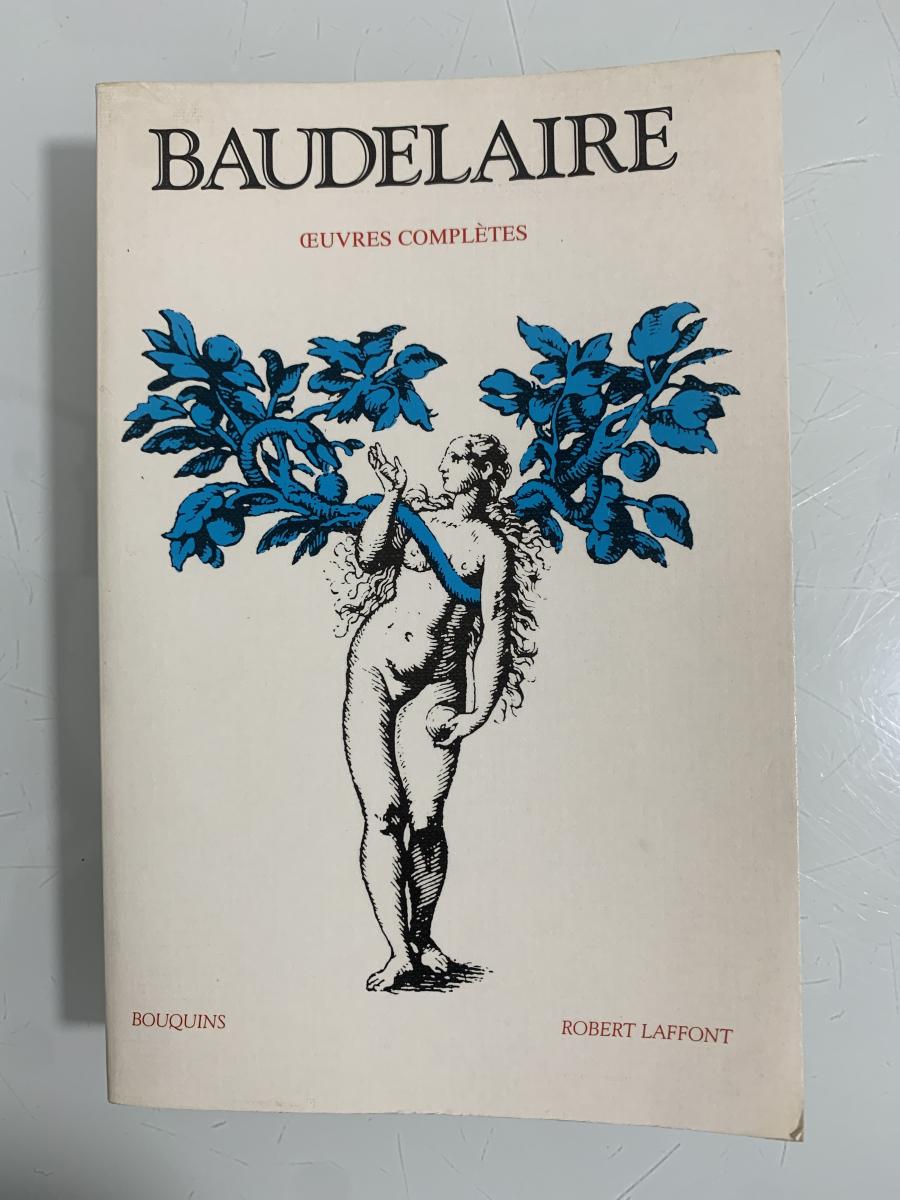 BAUDELAIRE
ŒUVRES COMPLÈTES
BOUQUINS
ROBERT LAFFONT